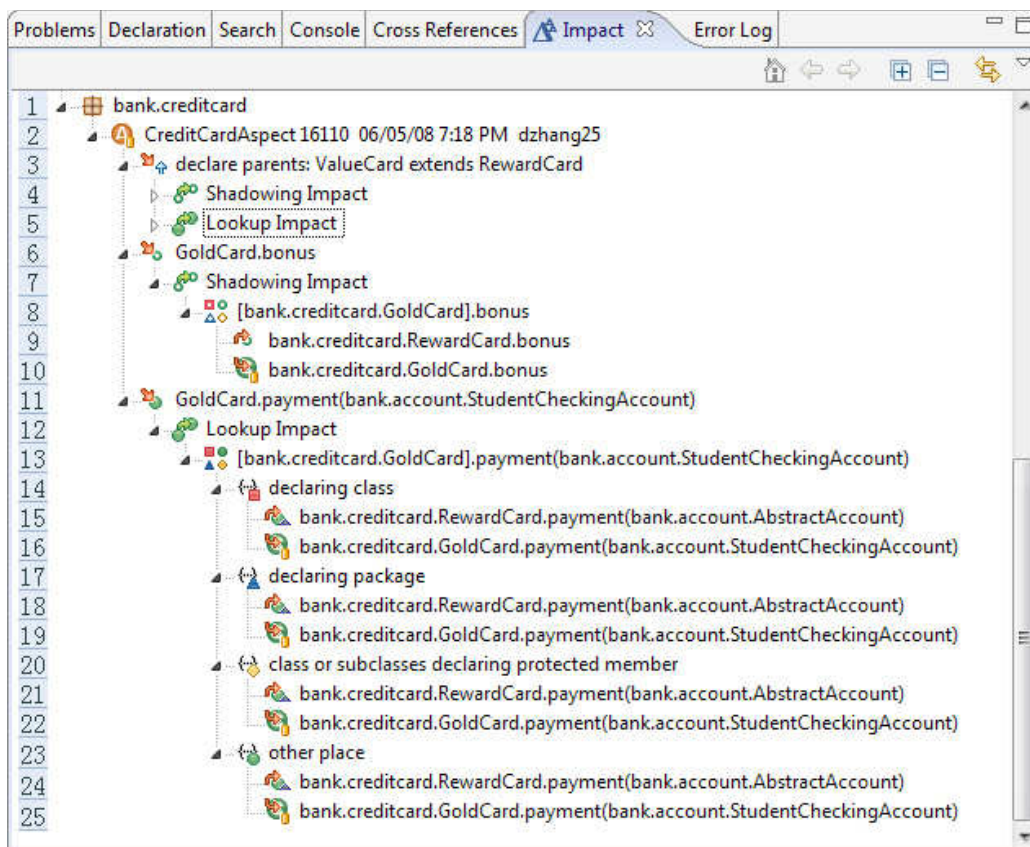 Problems Declaration Search Console Cross References Impact Error Log
1 bank.creditcard
2 CreditCardAspect 16110 06/05/08 7:18 PM dzhang25
3 declare parents: ValueCard extends RewardCard
4 Shadowing Impact
5 Lookup Impact
6 GoldCard.bonus
7 Shadowing Impact
8 [bank.creditcard.GoldCard].bonus
9 bank.creditcard.RewardCard.bonus
10 bank.creditcard.GoldCard.bonus
11 GoldCard.payment(bank.account.StudentCheckingAccount)
12 Lookup Impact
13 [bank.creditcard.GoldCard].payment(bank.account.StudentCheckingAccount)
14 declaring class
15 bank.creditcard.RewardCard.payment(bank.account.AbstractAccount)
16 bank.creditcard.GoldCard.payment(bank.account.StudentCheckingAccount)
17 declaring package
18 bank.creditcard.RewardCard.payment(bank.account.AbstractAccount)
19 bank.creditcard.GoldCard.payment(bank.account.StudentCheckingAccount)
20 class or subclasses declaring protected member
21 bank.creditcard.RewardCard.payment(bank.account.AbstractAccount)
22 bank.creditcard.GoldCard.payment(bank.account.StudentCheckingAccount)
23 other place
24 bank.creditcard.RewardCard.payment(bank.account.AbstractAccount)
25 bank.creditcard.GoldCard.payment(bank.account.StudentCheckingAccount)